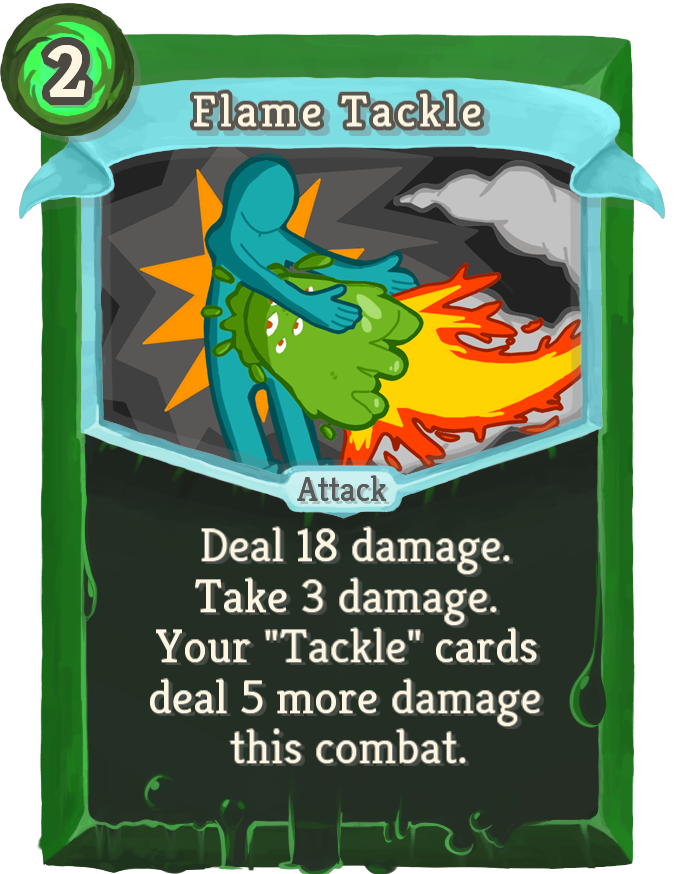 2
Flame Tackle
Attack
Deal 18 damage.
Take 3 damage.
Your "Tackle" cards
deal 5 more damage
this combat.